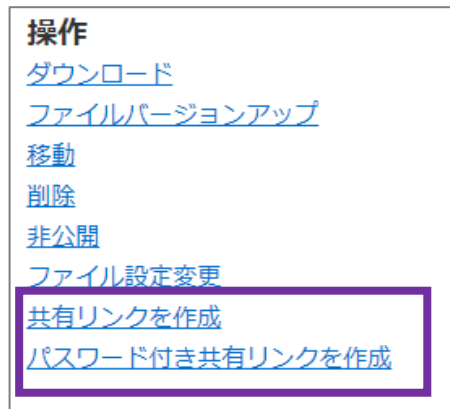 操作
ダウンロード
ファイルバージョンアップ
移動
削除
非公開
ファイル設定変更
共有リンクを作成
パスワード付き共有リンクを作成